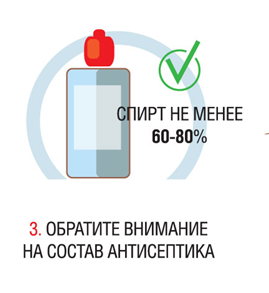 СПИРТ НЕ МЕНЕЕ
60-80%
3. ОБРАТИТЕ ВНИМАНИЕ
НА СОСТАВ АНТИСЕПТИКА